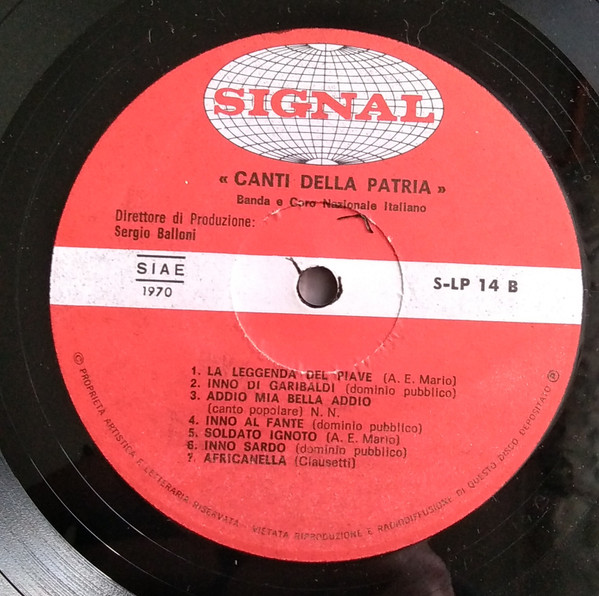 SIGNAL
« CANTI DELLA PATRIA »
Banda e Coro Nazionale Italiano
Direttore di Produzione:
Sergio Balloni
SIAE
1970
S-LP 14 B
1. LA LEGGENDA DEL PIAVE (A. E. Mario)
2. INNO DI GARIBALDI (dominio pubblico)
3. ADDIO MIA BELLA ADDIO
(canto popolare) N. N.
4. INNO AL FANTE (dominio pubblico)
5. SOLDATO IGNOTO (A. E. Mario)
6. INNO SARDO (dominio pubblico)
7. AFRICANELLA (Clausetti)
© PROPRIETÀ ARTISTICA E LETTERARIA RISERVATA - VIETATA RIPRODUZIONE E RADIODIFFUSIONE DI QUESTO DISCO DEPOSITATO ℗